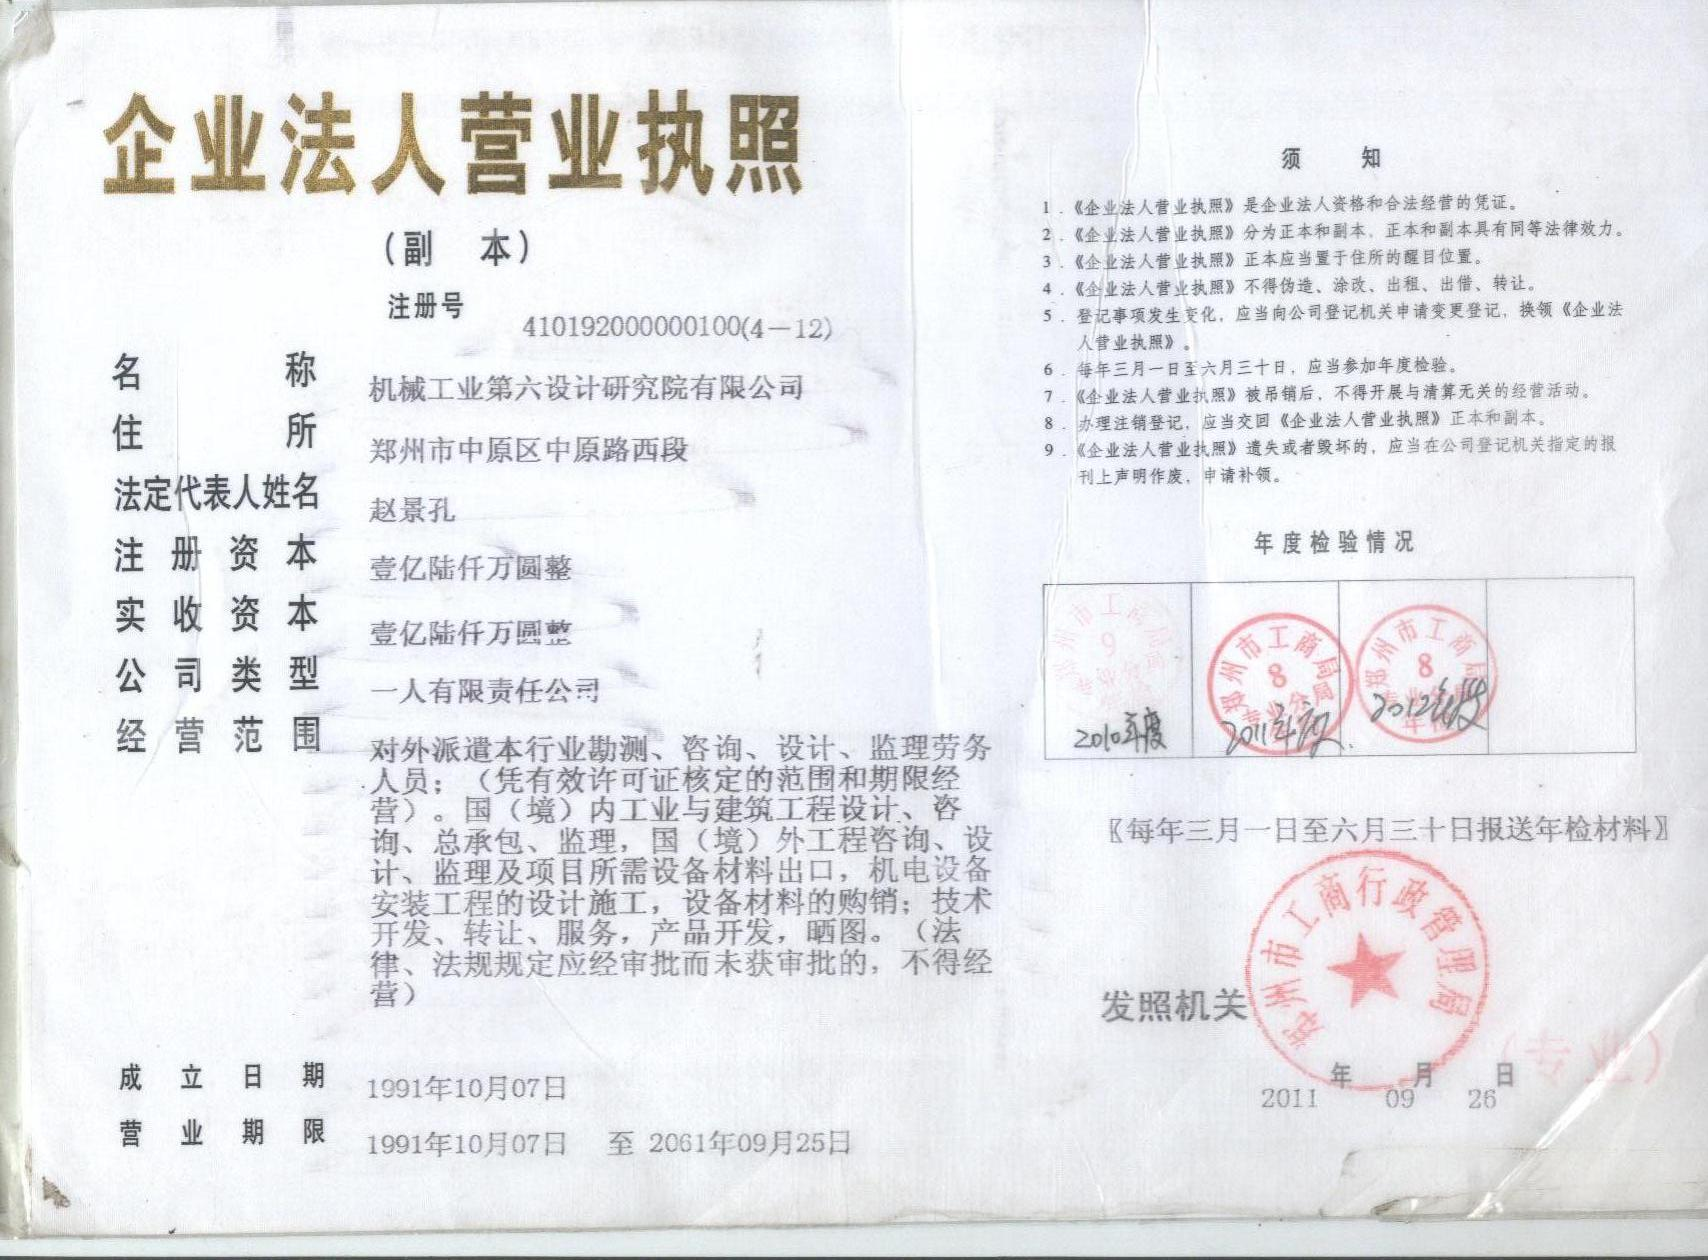 企业法人营业执照
（副 本）
注册号
410192000000100(4－12)
名 称
机械工业第六设计研究院有限公司
住 所
郑州市中原区中原路西段
法定代表人姓名
赵景孔
注册资本
壹亿陆仟万圆整
实收资本
壹亿陆仟万圆整
公司类型
一人有限责任公司
经营范围
对外派遣本行业勘测、咨询、设计、监理劳务
人员；（凭有效许可证核定的范围和期限经
营）。国（境）内工业与建筑工程设计、咨
询、总承包、监理，国（境）外工程咨询、设
计、监理及项目所需设备材料出口，机电设备
安装工程的设计施工，设备材料的购销；技术
开发、转让、服务，产品开发，晒图。（法
律、法规规定应经审批而未获审批的，不得经
营）
成立日期
1991年10月07日
营业期限
1991年10月07日 至 2061年09月25日
须 知
1．《企业法人营业执照》是企业法人资格和合法经营的凭证。
2．《企业法人营业执照》分为正本和副本，正本和副本具有同等法律效力。
3．《企业法人营业执照》正本应当置于住所的醒目位置。
4．《企业法人营业执照》不得伪造、涂改、出租、出借、转让。
5．登记事项发生变化，应当向公司登记机关申请变更登记，换领《企业法
人营业执照》。
6．每年三月一日至六月三十日，应当参加年度检验。
7．《企业法人营业执照》被吊销后，不得开展与清算无关的经营活动。
8．办理注销登记，应当交回《企业法人营业执照》正本和副本。
9．《企业法人营业执照》遗失或者毁坏的，应当在公司登记机关指定的报
刊上声明作废，申请补领。
年度检验情况
郑州市工商局
9
2010年度
郑州市工商局
8
专业分局
2011年度
郑州市工商局
8
2012年度
〖每年三月一日至六月三十日报送年检材料〗
郑州市工商行政管理局
发照机关
年 月 日
2011 09 26